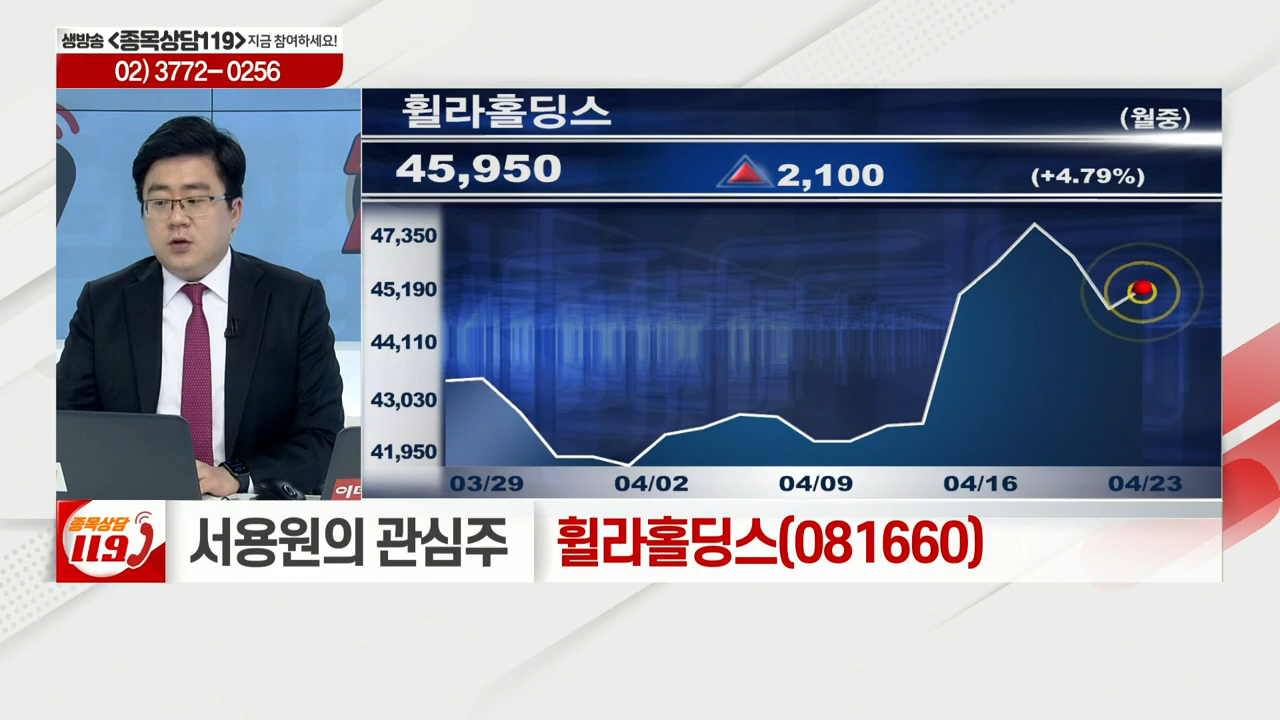 생방송 <종목상담119> 지금 참여하세요!
02) 3772-0256
휠라홀딩스
(월중)
45,950
2,100
(+4.79%)
47,350
45,190
44,110
43,030
41,950
03/29
04/02
04/09
04/16
04/23
종목상담
119
서용원의 관심주
휠라홀딩스(081660)